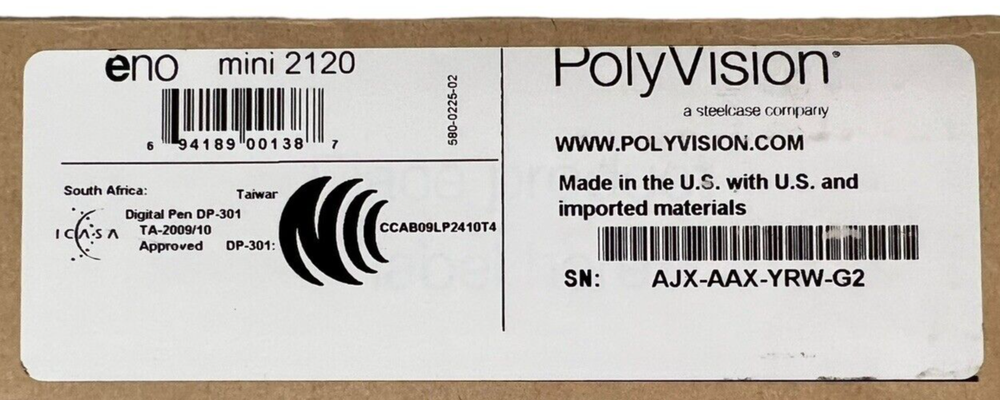 eno mini 2120
6 94189 00138 7
580-0225-02
South Africa:
ICASA
Digital Pen DP-301
TA-2009/10
Approved
Taiwar
DP-301:
CCAB09LP2410T4
PolyVision®
a steelcase company
WWW.POLYVISION.COM
Made in the U.S. with U.S. and
imported materials
SN: AJX-AAX-YRW-G2